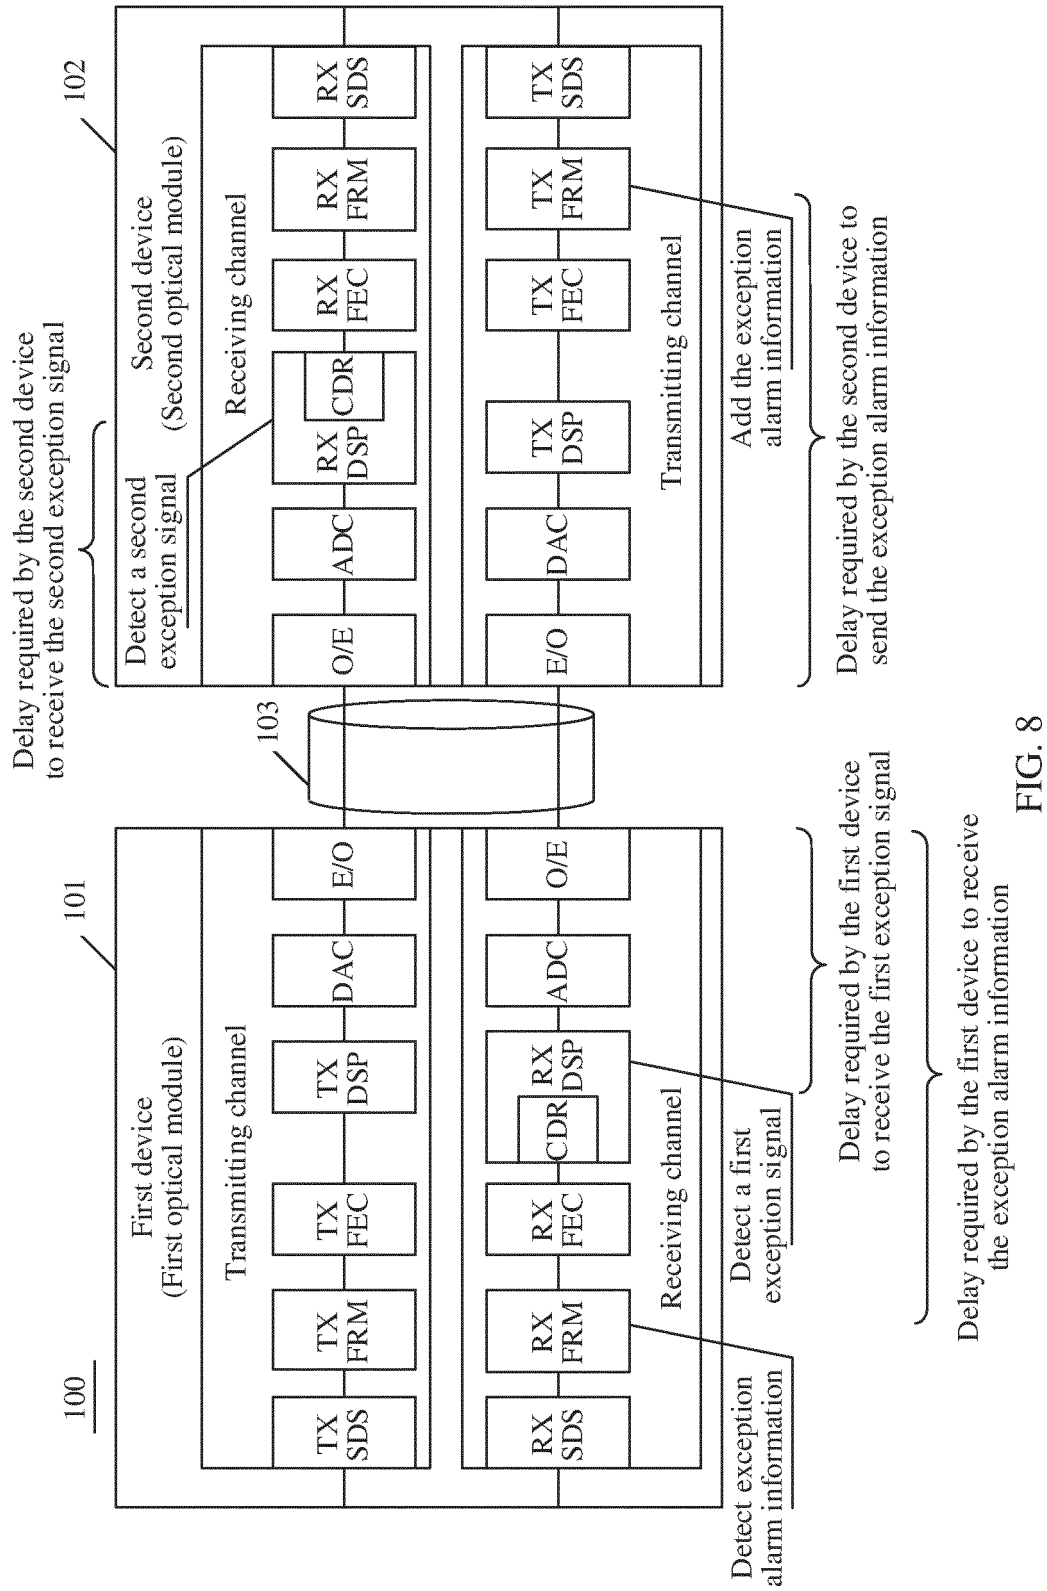 100
101
102
103
First device
(First optical module)
Transmitting channel
TX
SDS
TX
FRM
TX
FEC
TX
DSP
DAC
E/O
RX
SDS
RX
FRM
RX
FEC
CDR
RX
DSP
ADC
O/E
Receiving channel
Detect exception
alarm information
Detect a first
exception signal
Delay required by the first device
to receive the first exception signal
Delay required by the first device to receive
the exception alarm information
Delay required by the second device
to receive the second exception signal
Second device
(Second optical module)
Detect a second
exception signal
Receiving channel
O/E
ADC
RX
DSP
CDR
RX
FEC
RX
FRM
RX
SDS
E/O
DAC
TX
DSP
TX
FEC
TX
FRM
TX
SDS
Transmitting channel
Add the exception
alarm information
Delay required by the second device to
send the exception alarm information
FIG. 8